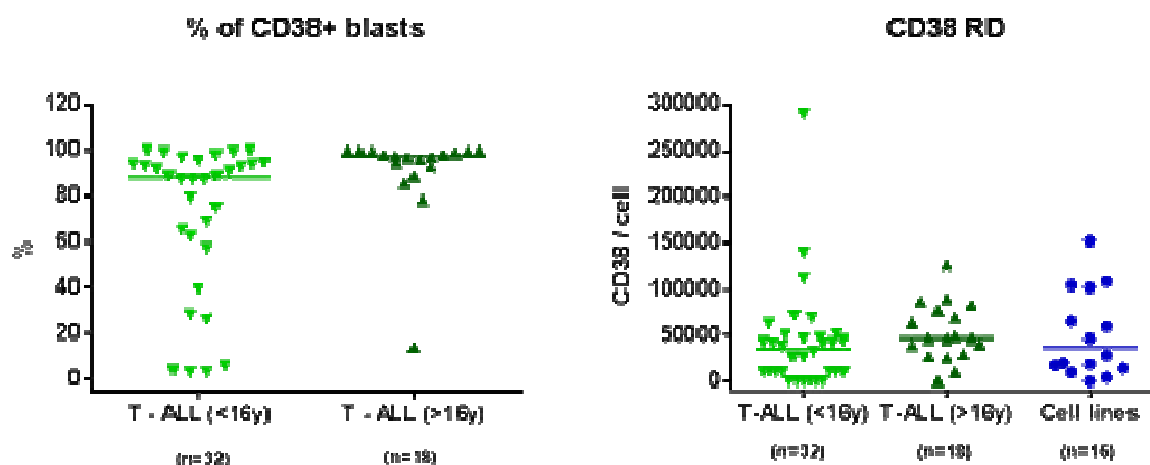 % of CD38+ blasts
120
100
80
60
40
20
0
%
T - ALL (<16y)
T - ALL (>16y)
(n=32)
(n=18)
CD38 RD
300000
250000
200000
150000
100000
50000
0
CD38 / cell
T-ALL (<16y)
T-ALL (>16y)
Cell lines
(n=32)
(n=18)
(n=15)